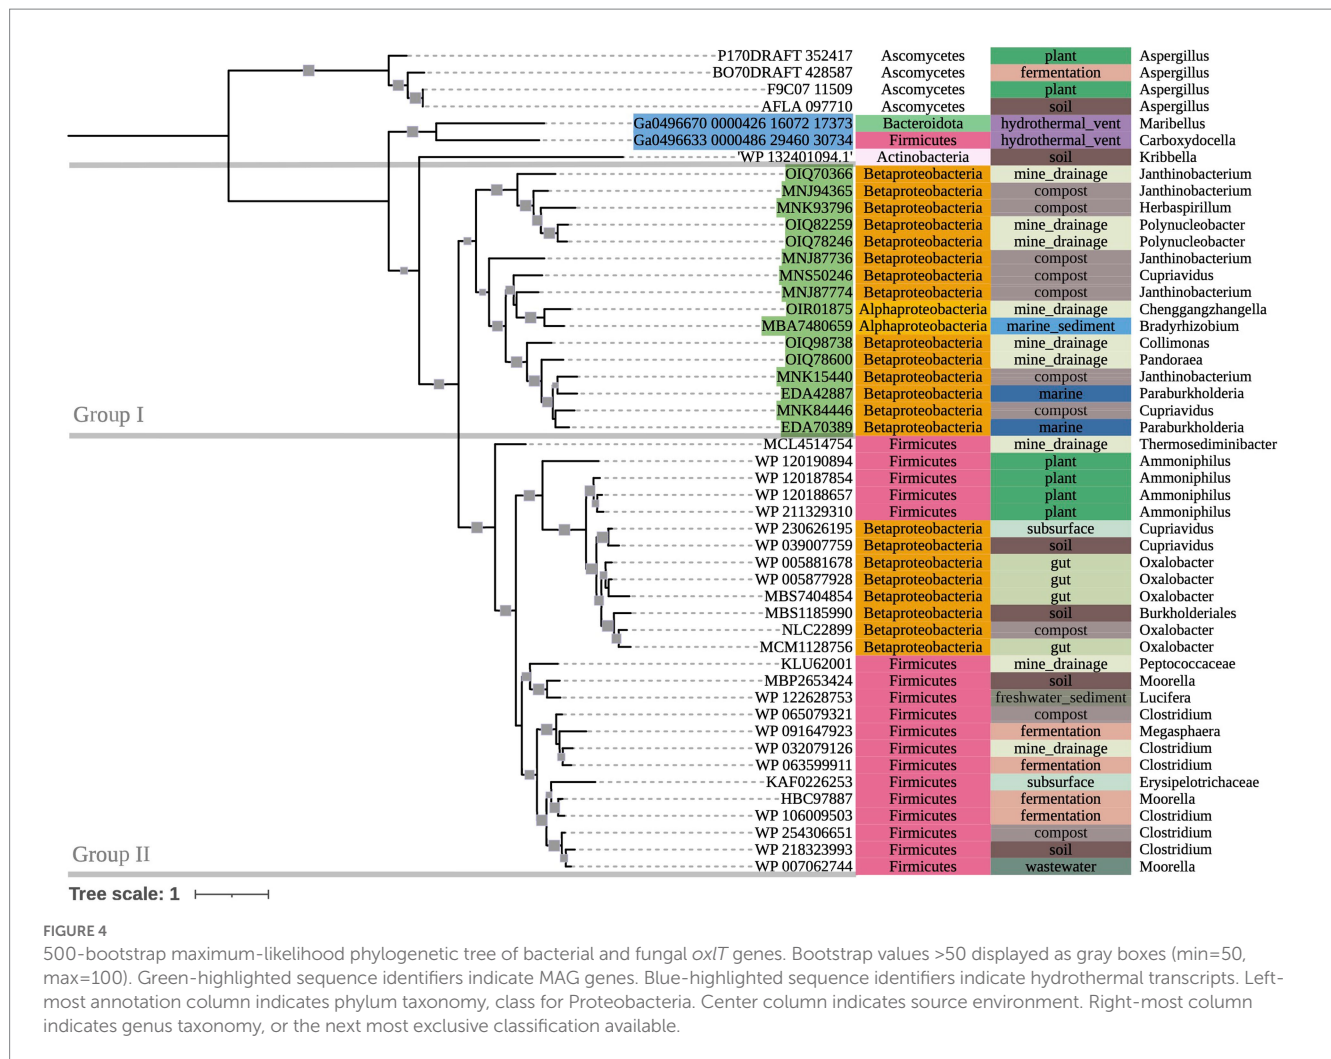 P170DRAFT 352417 Ascomycetes plant Aspergillus
BO70DRAFT 428587 Ascomycetes fermentation Aspergillus
F9C07 11509 Ascomycetes plant Aspergillus
AFLA 097710 Ascomycetes soil Aspergillus
Ga0496670 0000426 16072 17373 Bacteroidota hydrothermal_vent Maribellus
Ga0496633 0000486 29460 30734 Firmicutes hydrothermal_vent Carboxydocella
'WP 132401094.1' Actinobacteria soil Kribbella
OIQ70366 Betaproteobacteria mine_drainage Janthinobacterium
MNJ94365 Betaproteobacteria compost Janthinobacterium
MNK93796 Betaproteobacteria compost Herbaspirillum
OIQ82259 Betaproteobacteria mine_drainage Polynucleobacter
OIQ78246 Betaproteobacteria mine_drainage Polynucleobacter
MNJ87736 Betaproteobacteria compost Janthinobacterium
MNS50246 Betaproteobacteria compost Cupriavidus
MNJ87774 Betaproteobacteria compost Janthinobacterium
OIR01875 Alphaproteobacteria mine_drainage Chenggangzhangella
MBA7480659 Alphaproteobacteria marine_sediment Bradyrhizobium
OIQ98738 Betaproteobacteria mine_drainage Collimonas
OIQ78600 Betaproteobacteria mine_drainage Pandoraea
MNK15440 Betaproteobacteria compost Janthinobacterium
EDA42887 Betaproteobacteria marine Paraburkholderia
MNK84446 Betaproteobacteria compost Cupriavidus
Group I
EDA70389 Betaproteobacteria marine Paraburkholderia
MCL4514754 Firmicutes mine_drainage Thermosediminibacter
WP 120190894 Firmicutes plant Ammoniphilus
WP 120187854 Firmicutes plant Ammoniphilus
WP 120188657 Firmicutes plant Ammoniphilus
WP 211329310 Firmicutes plant Ammoniphilus
WP 230626195 Betaproteobacteria subsurface Cupriavidus
WP 039007759 Betaproteobacteria soil Cupriavidus
WP 005881678 Betaproteobacteria gut Oxalobacter
WP 005877928 Betaproteobacteria gut Oxalobacter
MBS7404854 Betaproteobacteria gut Oxalobacter
MBS1185990 Betaproteobacteria soil Burkholderiales
NLC22899 Betaproteobacteria compost Oxalobacter
MCM1128756 Betaproteobacteria gut Oxalobacter
KLU62001 Firmicutes mine_drainage Peptococcaceae
MBP2653424 Firmicutes soil Moorella
WP 122628753 Firmicutes freshwater_sediment Lucifera
WP 065079321 Firmicutes compost Clostridium
WP 091647923 Firmicutes fermentation Megasphaera
WP 032079126 Firmicutes mine_drainage Clostridium
WP 063599911 Firmicutes fermentation Clostridium
KAF0226253 Firmicutes subsurface Erysipelotrichaceae
HBC97887 Firmicutes fermentation Moorella
WP 106009503 Firmicutes fermentation Clostridium
WP 254306651 Firmicutes compost Clostridium
WP 218323993 Firmicutes soil Clostridium
Group II
WP 007062744 Firmicutes wastewater Moorella
Tree scale: 1
FIGURE 4
500-bootstrap maximum-likelihood phylogenetic tree of bacterial and fungal oxlT genes. Bootstrap values >50 displayed as gray boxes (min=50,
max=100). Green-highlighted sequence identifiers indicate MAG genes. Blue-highlighted sequence identifiers indicate hydrothermal transcripts. Left-
most annotation column indicates phylum taxonomy, class for Proteobacteria. Center column indicates source environment. Right-most column
indicates genus taxonomy, or the next most exclusive classification available.